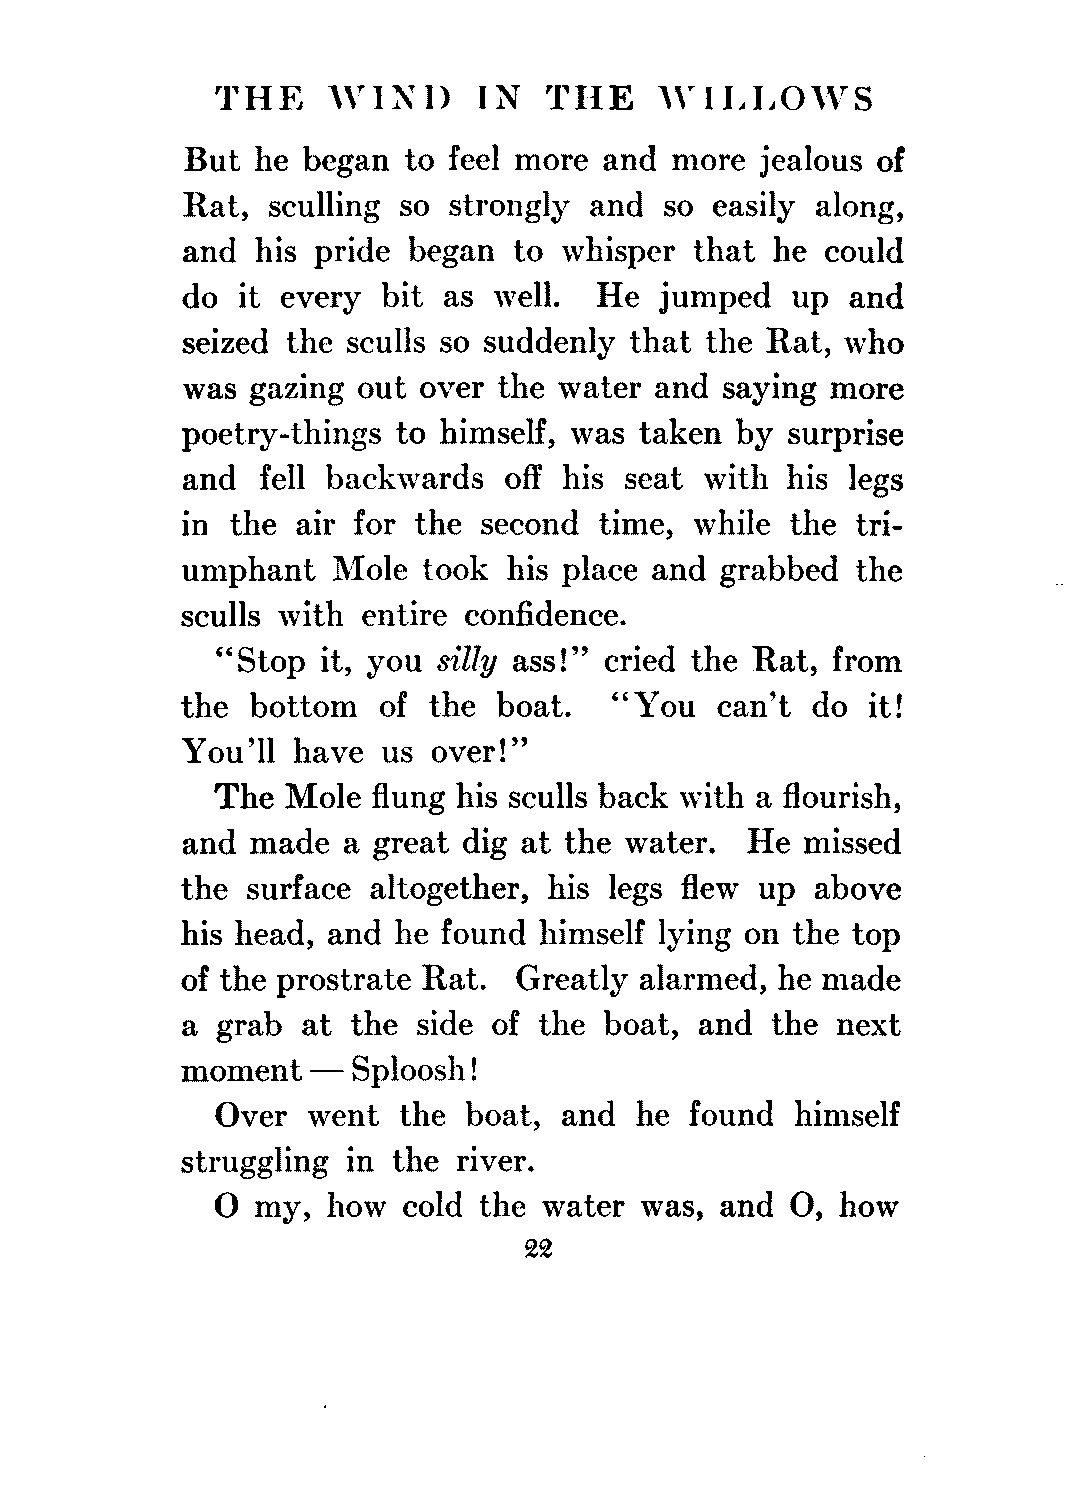 THE WIND IN THE WILLOWS
But he began to feel more and more jealous of
Rat, sculling so strongly and so easily along,
and his pride began to whisper that he could
do it every bit as well. He jumped up and
seized the sculls so suddenly that the Rat, who
was gazing out over the water and saying more
poetry-things to himself, was taken by surprise
and fell backwards off his seat with his legs
in the air for the second time, while the tri-
umphant Mole took his place and grabbed the
sculls with entire confidence.
“Stop it, you silly ass!” cried the Rat, from
the bottom of the boat. “You can’t do it!
You’ll have us over!”
The Mole flung his sculls back with a flourish,
and made a great dig at the water. He missed
the surface altogether, his legs flew up above
his head, and he found himself lying on the top
of the prostrate Rat. Greatly alarmed, he made
a grab at the side of the boat, and the next
moment — Sploosh!
Over went the boat, and he found himself
struggling in the river.
O my, how cold the water was, and O, how
22